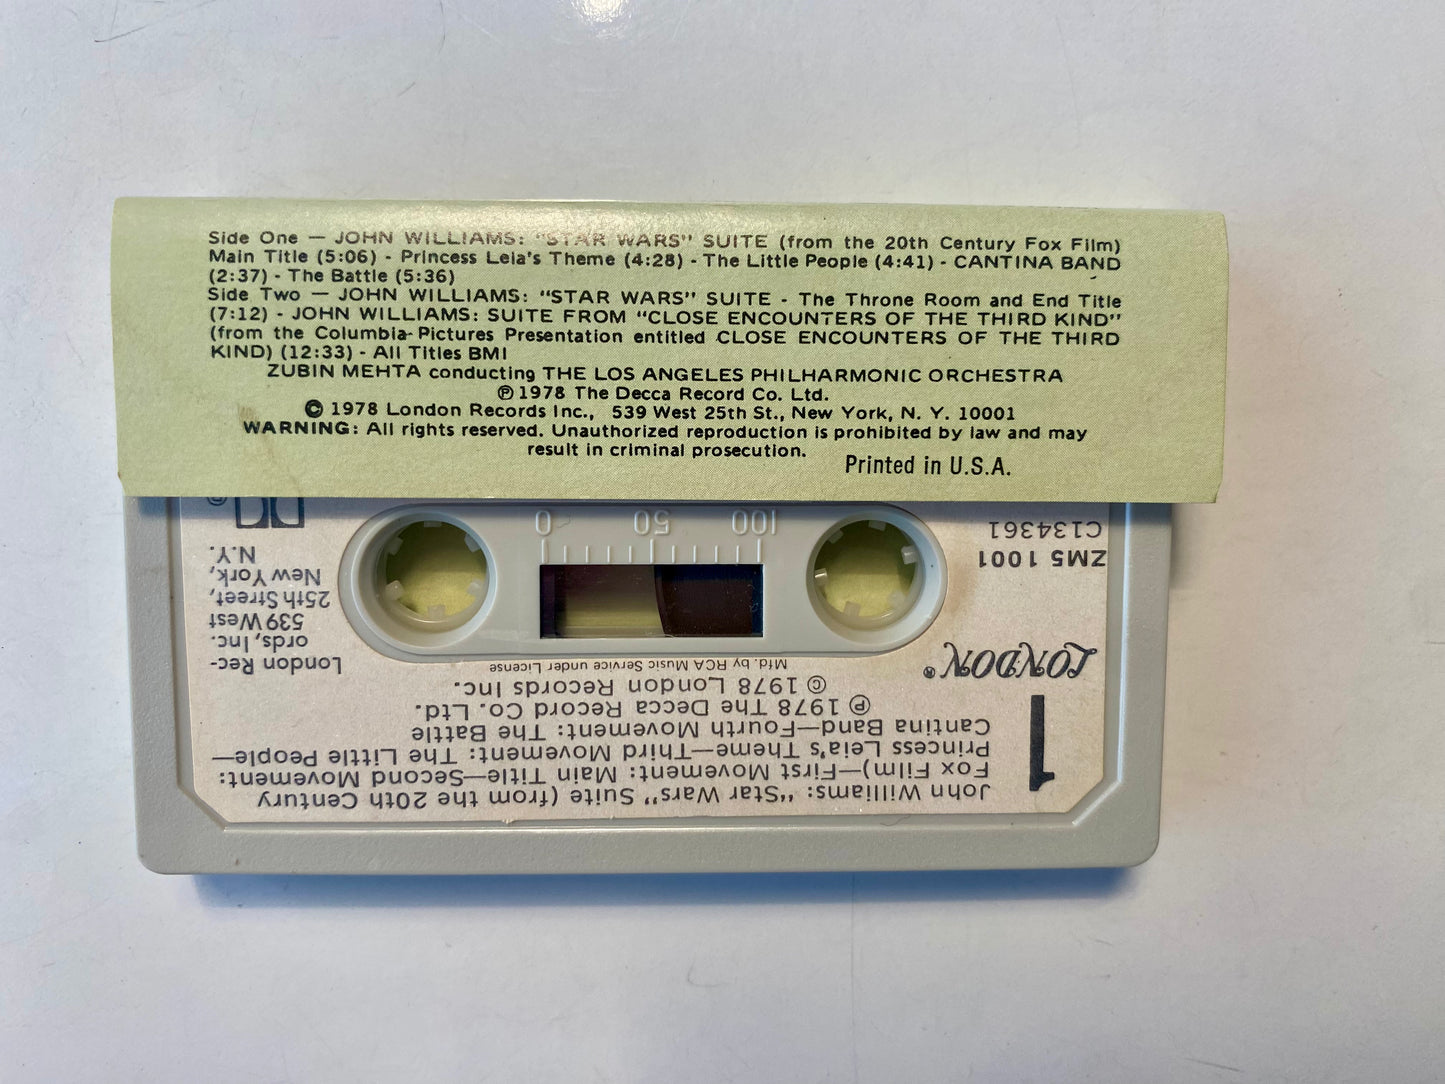 Side One — JOHN WILLIAMS: "STAR WARS" SUITE (from the 20th Century Fox Film)
Main Title (5:06) - Princess Leia's Theme (4:28) - The Little People (4:41) - CANTINA BAND
(2:37) - The Battle (5:36)
Side Two — JOHN WILLIAMS: "STAR WARS" SUITE - The Throne Room and End Title
(7:12) - JOHN WILLIAMS: SUITE FROM "CLOSE ENCOUNTERS OF THE THIRD KIND"
(from the Columbia Pictures Presentation entitled CLOSE ENCOUNTERS OF THE THIRD
KIND) (12:33) - All Titles BMI
ZUBIN MEHTA conducting THE LOS ANGELES PHILHARMONIC ORCHESTRA
℗ 1978 The Decca Record Co. Ltd.
© 1978 London Records Inc., 539 West 25th St., New York, N. Y. 10001
WARNING: All rights reserved. Unauthorized reproduction is prohibited by law and may
result in criminal prosecution.
Printed in U.S.A.
John Williams: "Star Wars" Suite (from the 20th Century
Fox Film)—First Movement: Main Title—Second Movement:
Princess Leia's Theme—Third Movement: The Little People—
Cantina Band—Fourth Movement: The Battle
℗ 1978 The Decca Record Co. Ltd.
© 1978 London Records Inc.
Mfd. by RCA Music Service under License
1
LONDON®
ZM5 1001
C134361
100 50 0
London Rec-
ords, Inc.
539 West
25th Street,
New York,
N.Y.